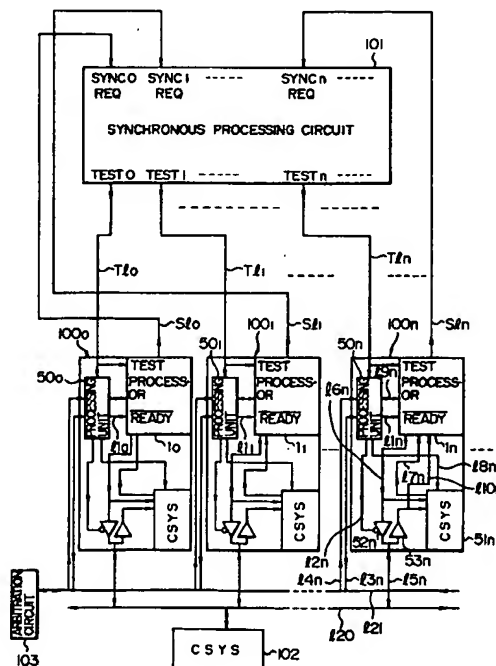 101
SYNC0 SYNC1 SYNCn
REQ REQ REQ
SYNCHRONOUS PROCESSING CIRCUIT
TEST0 TEST1 TESTn
Tl0 Tl1 Tln
Sl0 Sl1 Sln
1000 1001 100n
500 501 50n
TEST TEST TEST
PROCESSOR PROCESSOR PROCESSOR
PROCESSING UNIT PROCESSING UNIT PROCESSING UNIT
READY READY READY
l10 l11 l1n
10 11 1n
l6n l9n
l7n l8n
l10n
CSYS CSYS CSYS
51n
l2n 52n 53n
l4n l3n l5n
ARBITRATION CIRCUIT
103
l20 l21
CSYS 102